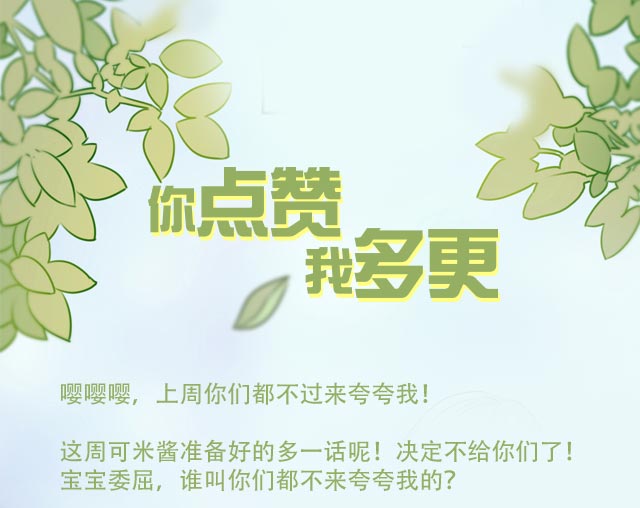 你点赞
我多更
嘤嘤嘤，上周你们都不过来夸夸我！
这周可米酱准备好的多一话呢！决定不给你们了！
宝宝委屈，谁叫你们都不来夸夸我的？